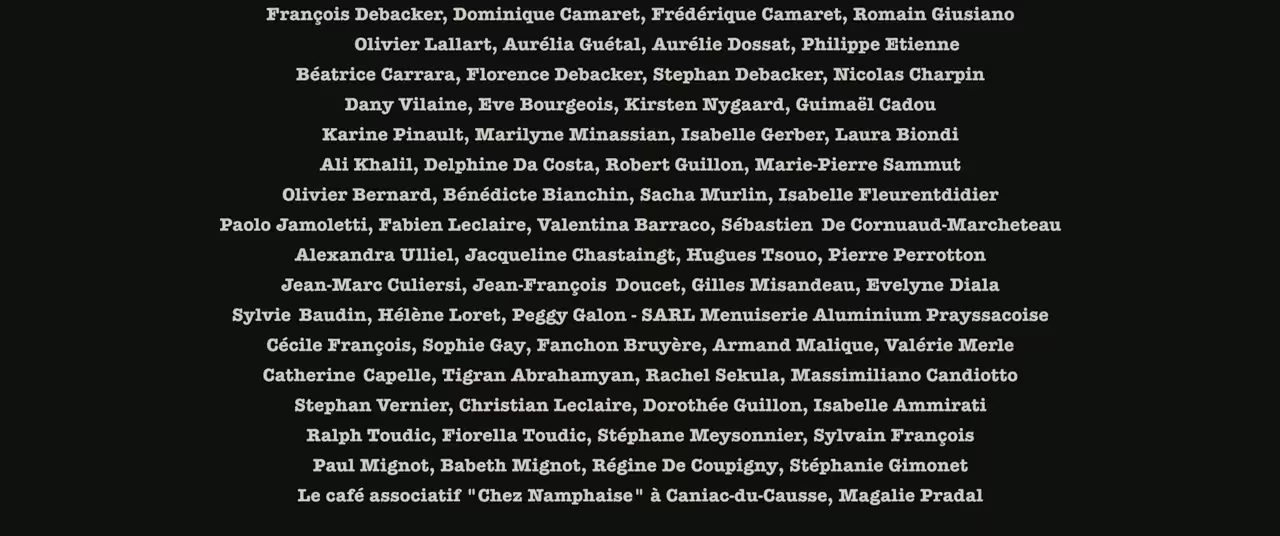 François Debacker, Dominique Camaret, Frédérique Camaret, Romain Giusiano
Olivier Lallart, Aurélia Guétal, Aurélie Dossat, Philippe Etienne
Béatrice Carrara, Florence Debacker, Stephan Debacker, Nicolas Charpin
Dany Vilaine, Eve Bourgeois, Kirsten Nygaard, Guimaël Cadou
Karine Pinault, Marilyne Minassian, Isabelle Gerber, Laura Biondi
Ali Khalil, Delphine Da Costa, Robert Guillon, Marie-Pierre Sammut
Olivier Bernard, Bénédicte Bianchin, Sacha Murlin, Isabelle Fleurentdidier
Paolo Jamoletti, Fabien Leclaire, Valentina Barraco, Sébastien De Cornuaud-Marcheteau
Alexandra Ulliel, Jacqueline Chastaingt, Hugues Tsouo, Pierre Perrotton
Jean-Marc Culiersi, Jean-François Doucet, Gilles Misandeau, Evelyne Diala
Sylvie Baudin, Hélène Loret, Peggy Galon - SARL Menuiserie Aluminium Prayssacoise
Cécile François, Sophie Gay, Fanchon Bruyère, Armand Malique, Valérie Merle
Catherine Capelle, Tigran Abrahamyan, Rachel Sekula, Massimiliano Candiotto
Stephan Vernier, Christian Leclaire, Dorothée Guillon, Isabelle Ammirati
Ralph Toudic, Fiorella Toudic, Stéphane Meysonnier, Sylvain François
Paul Mignot, Babeth Mignot, Régine De Coupigny, Stéphanie Gimonet
Le café associatif "Chez Namphaise" à Caniac-du-Causse, Magalie Pradal